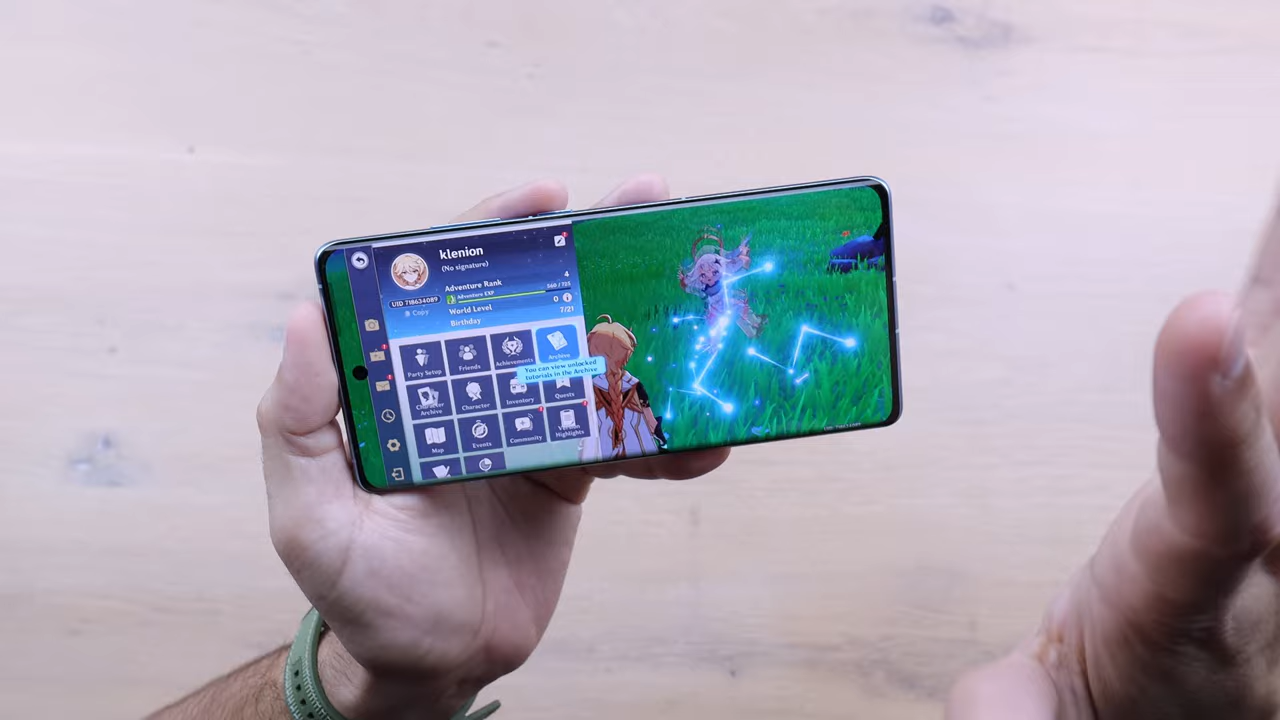 klenion
(No signature)
UID 718634089
Copy
Adventure Rank
4
Adventure EXP
560 / 725
World Level
0
Birthday
7/21
Party Setup
Friends
Achievements
Archive
You can view unlocked
tutorials in the Archive
Character
Archive
Character
Inventory
Quests
Map
Events
Community
Version
Highlights